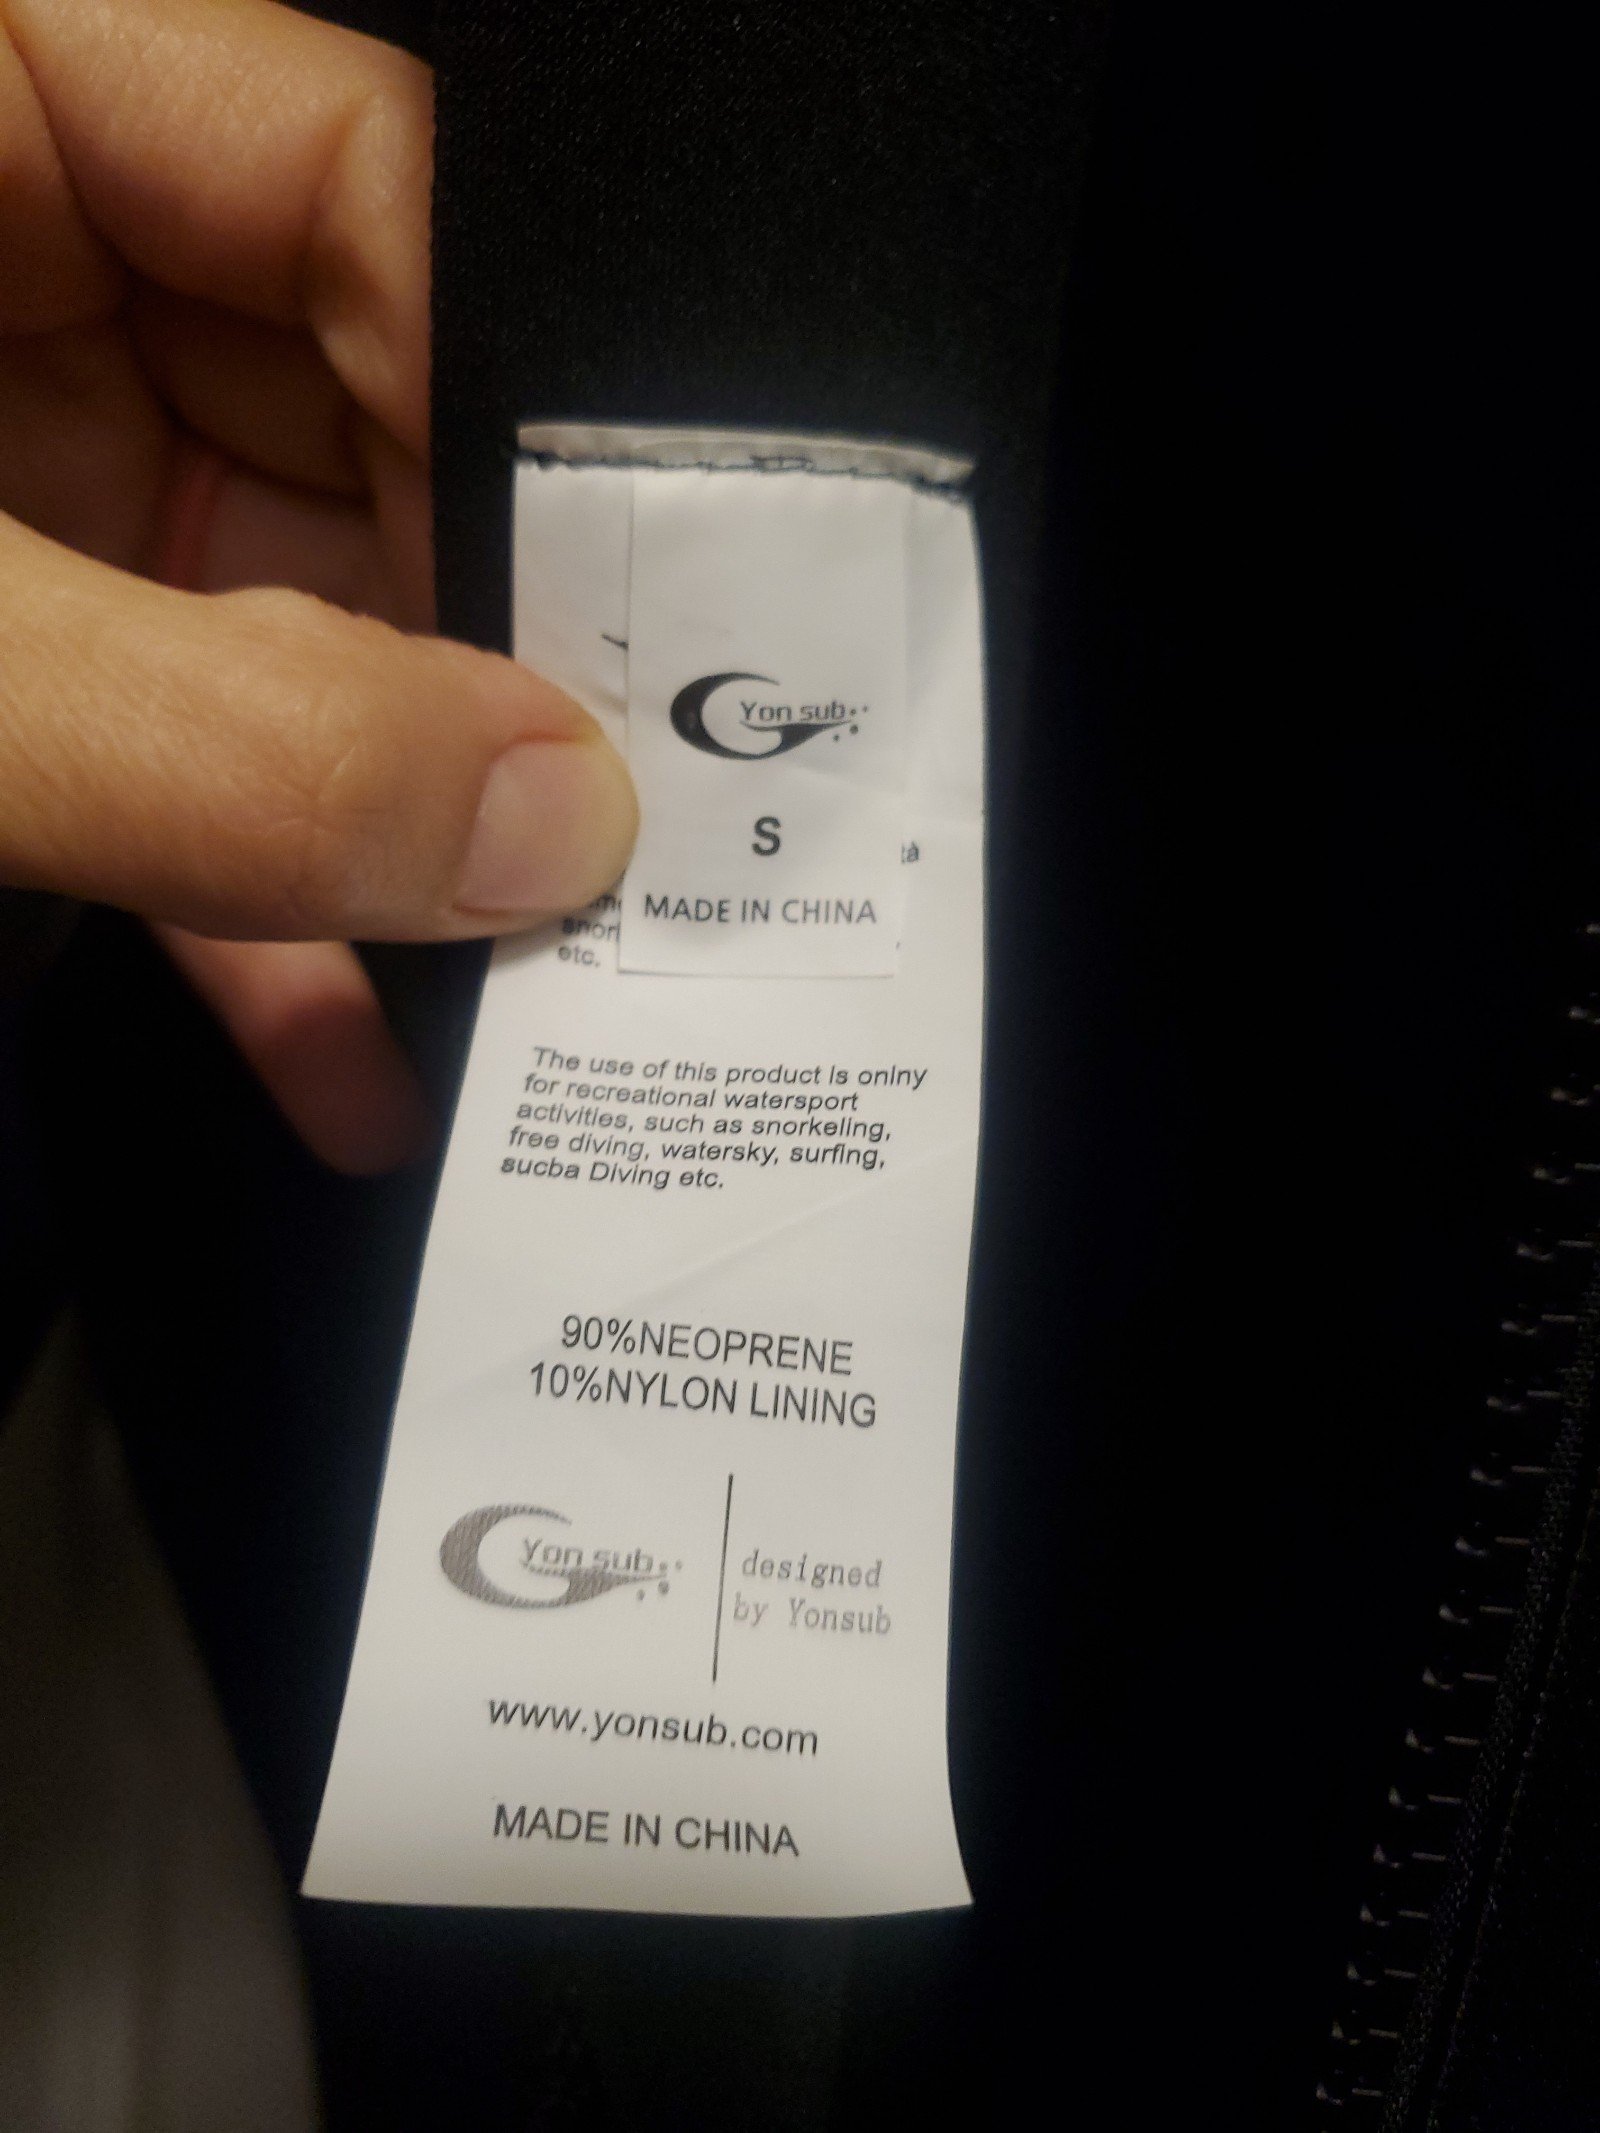 Yon sub
S
MADE IN CHINA
etc.
The use of this product is onlny
for recreational watersport
activities, such as snorkeling,
free diving, watersky, surfing,
sucba Diving etc.
90%NEOPRENE
10%NYLON LINING
Yon sub
designed
by Yonsub
www.yonsub.com
MADE IN CHINA